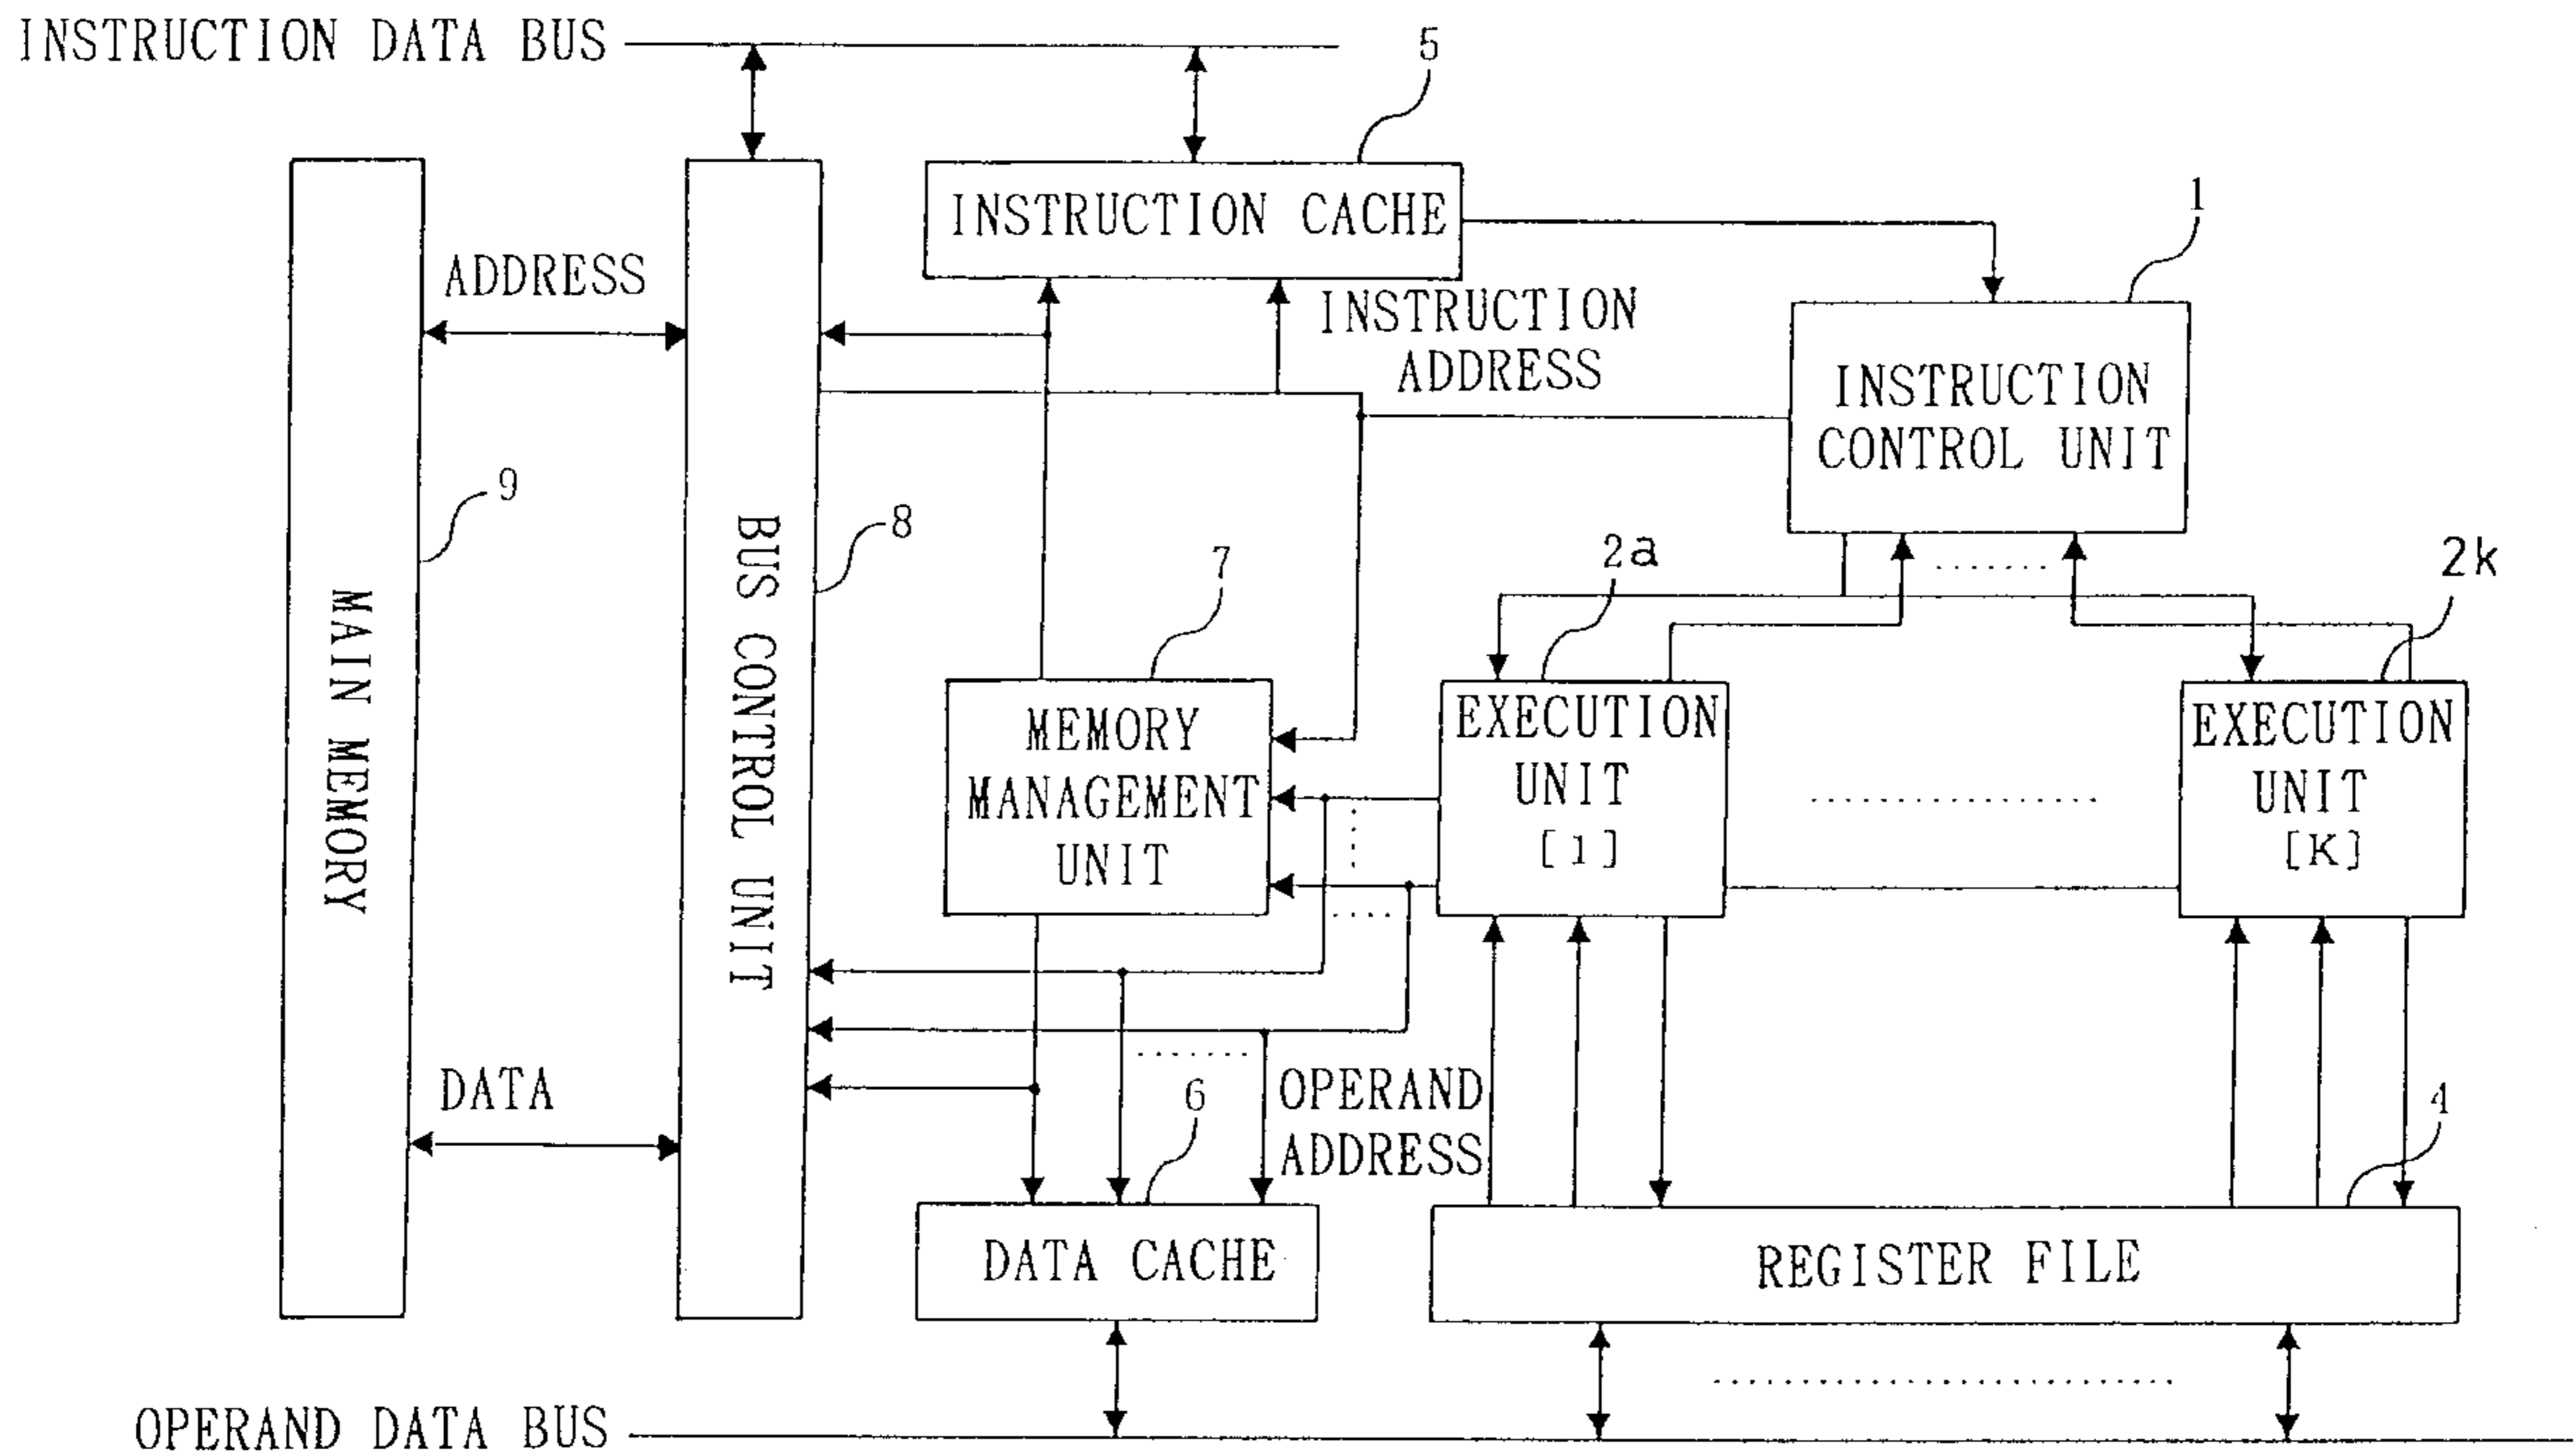 INSTRUCTION DATA BUS
5
INSTRUCTION CACHE
1
ADDRESS
INSTRUCTION
ADDRESS
INSTRUCTION
CONTROL UNIT
9
8
7
2a
2k
MAIN MEMORY
BUS CONTROL UNIT
MEMORY
MANAGEMENT
UNIT
EXECUTION
UNIT
[1]
EXECUTION
UNIT
[K]
DATA
6
OPERAND
ADDRESS
4
DATA CACHE
REGISTER FILE
OPERAND DATA BUS